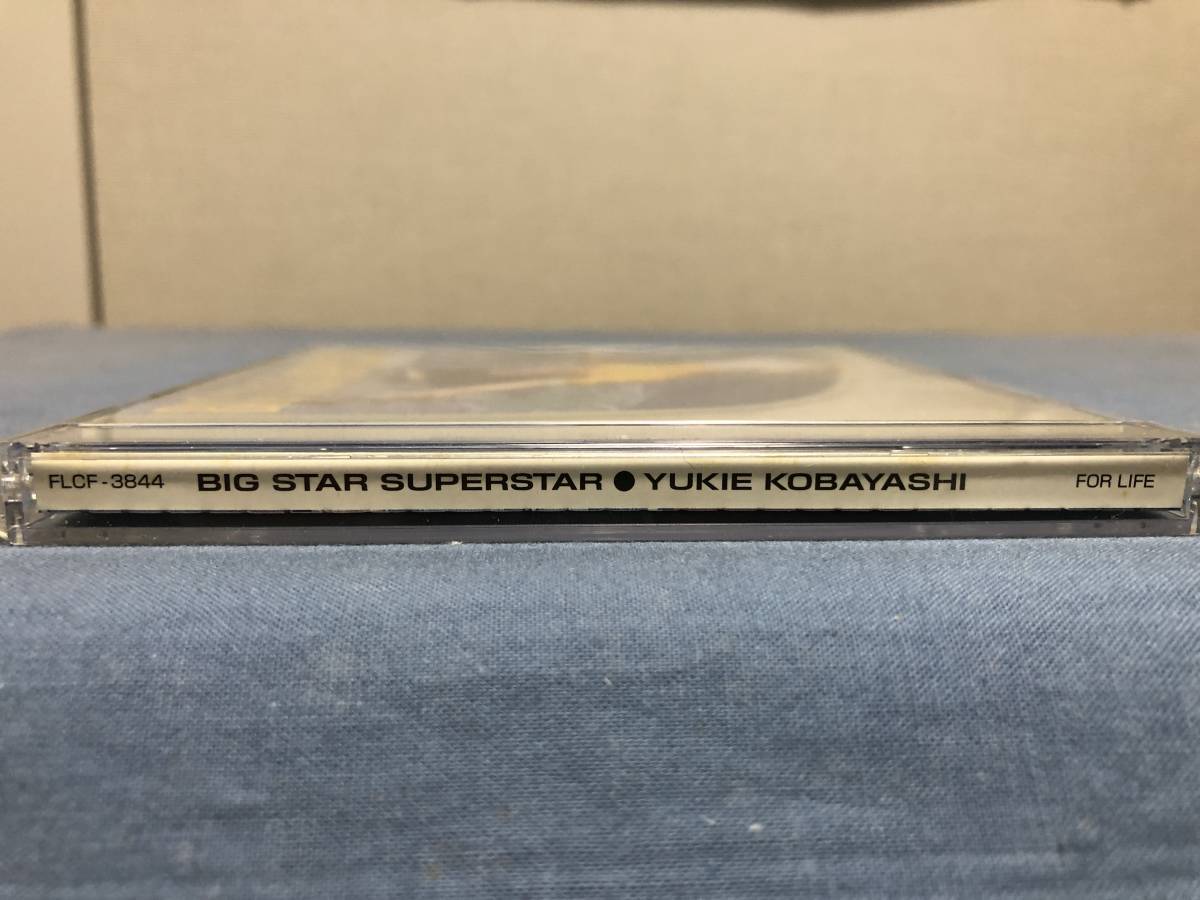 FLCF-3844 BIG STAR SUPERSTAR ● YUKIE KOBAYASHI FOR LIFE